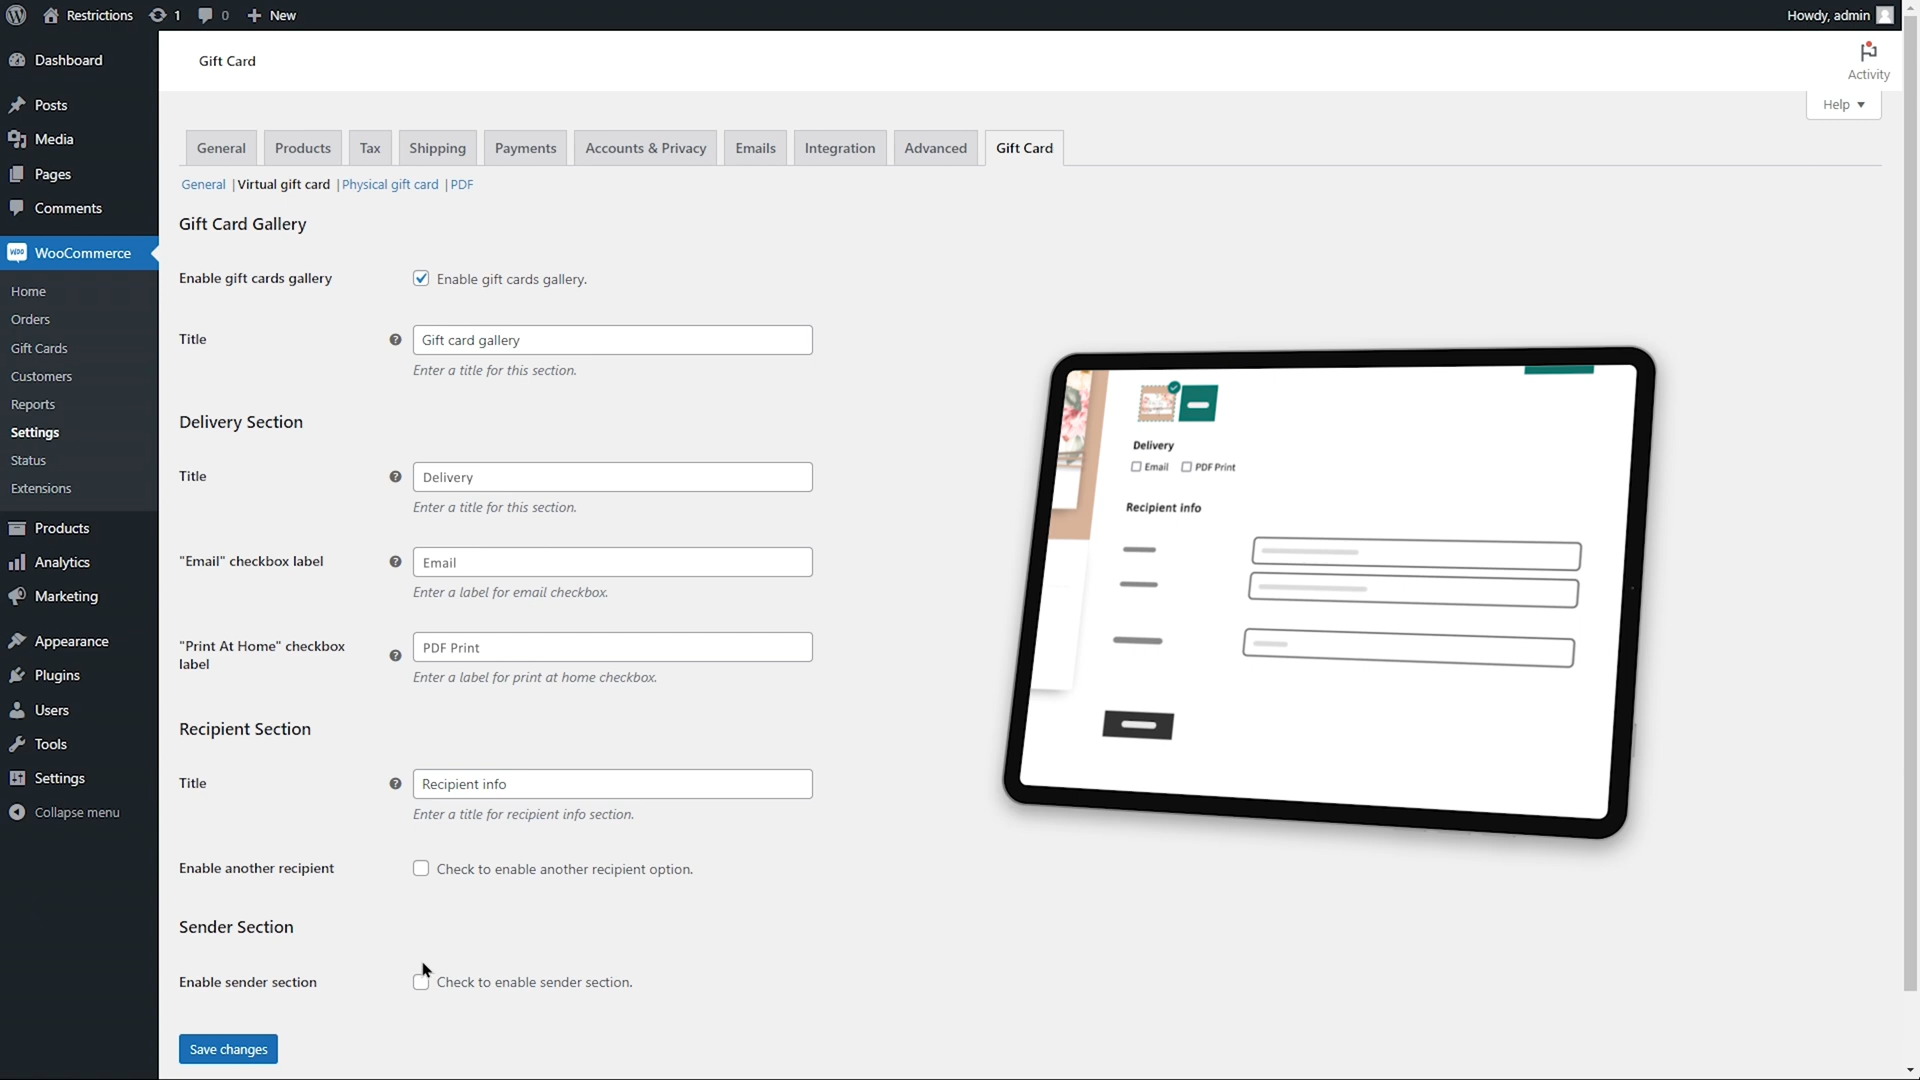 Restrictions
1
0
New
Howdy, admin
Gift Card
Activity
Help
Dashboard
Posts
Media
Pages
Comments
WooCommerce
Home
Orders
Gift Cards
Customers
Reports
Settings
Status
Extensions
Products
Analytics
Marketing
Appearance
Plugins
Users
Tools
Settings
Collapse menu
General Products Tax Shipping Payments Accounts & Privacy Emails Integration Advanced Gift Card
General | Virtual gift card | Physical gift card | PDF
Gift Card Gallery
Enable gift cards gallery
Enable gift cards gallery.
Title
Gift card gallery
Enter a title for this section.
Delivery Section
Title
Delivery
Enter a title for this section.
"Email" checkbox label
Email
Enter a label for email checkbox.
"Print At Home" checkbox
label
PDF Print
Enter a label for print at home checkbox.
Recipient Section
Title
Recipient info
Enter a title for recipient info section.
Enable another recipient
Check to enable another recipient option.
Sender Section
Enable sender section
Check to enable sender section.
Save changes
Delivery
Email PDF Print
Recipient info